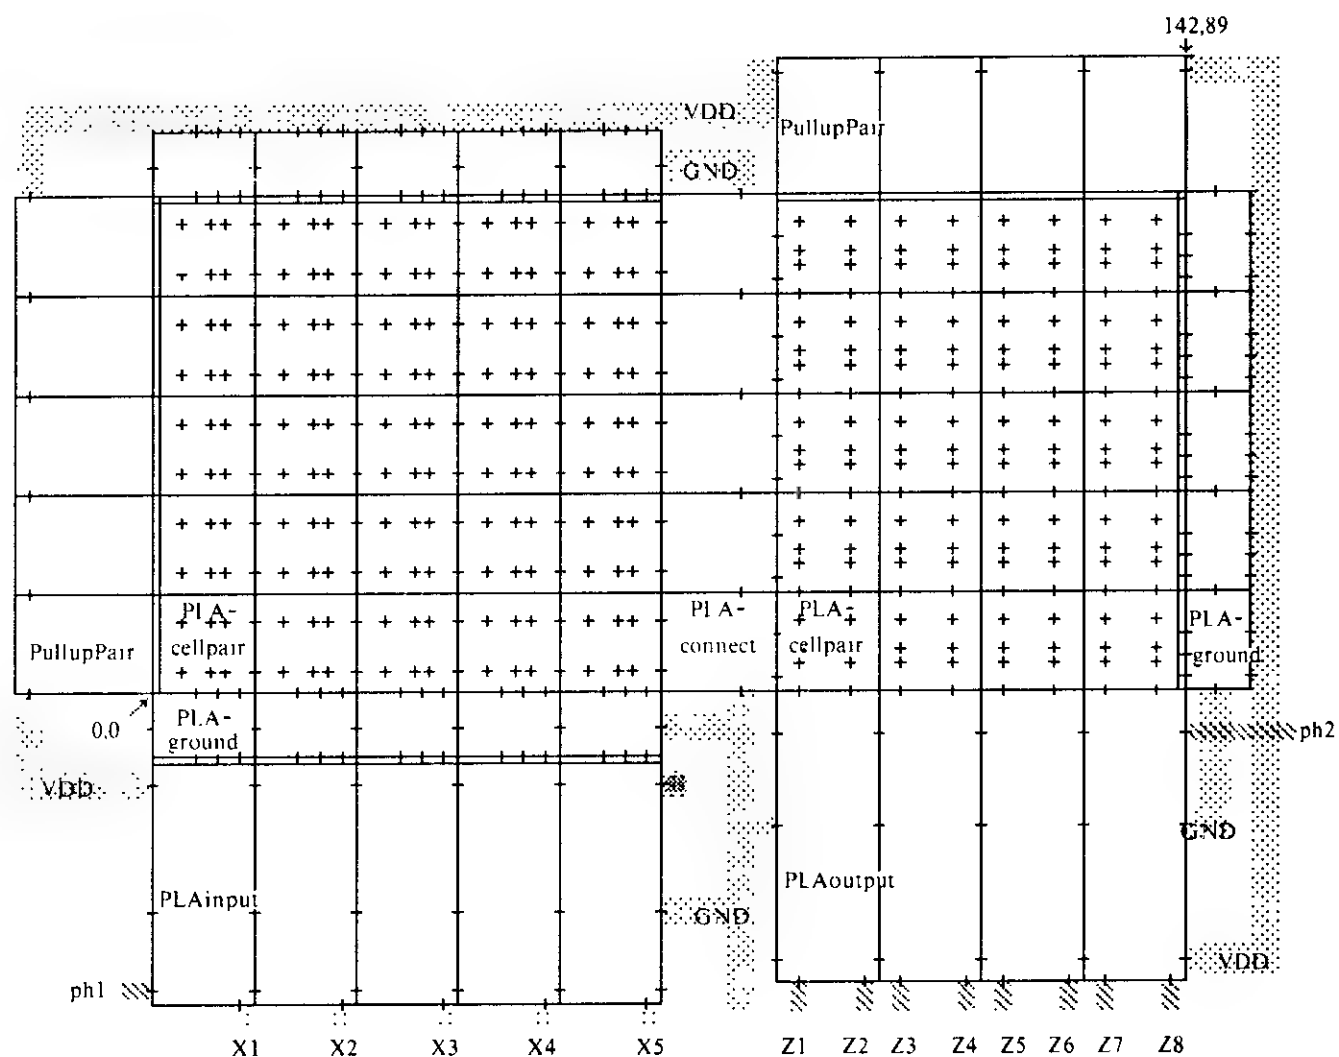 142,89
VDD
PullupPair
GND
PLA-
cellpair
PullupPair
PLA-
connect
PLA-
cellpair
PLA-
ground
0.0
PLA-
ground
ph2
VDD
GND
PLAinput
PLAoutput
GND
VDD
ph1
X1 X2 X3 X4 X5 Z1 Z2 Z3 Z4 Z5 Z6 Z7 Z8